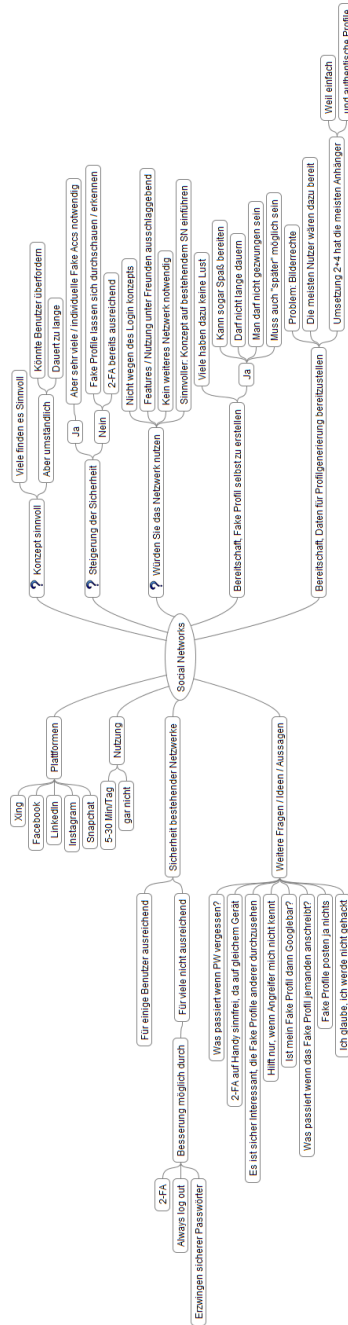 Social Networks
Plattformen
Xing
Facebook
LinkedIn
Instagram
Snapchat
Nutzung
5-30 Min/Tag
gar nicht
Sicherheit bestehender Netzwerke
Für einige Benutzer ausreichend
Für viele nicht ausreichend
Besserung möglich durch
2-FA
Always log out
Erzwingen sicherer Passwörter
Weitere Fragen / Ideen / Aussagen
Was passiert wenn PW vergessen?
2-FA auf Handy sinnfrei, da auf gleichem Gerät
Es ist sicher Interessant, die Fake Profile anderer durchzusehen
Hilft nur, wenn Angreifer mich nicht kennt
Ist mein Fake Profil dann Googlebar?
Was passiert wenn das Fake Profil jemanden anschreibt?
Fake Profile posten ja nichts
Ich glaube, ich werde nicht gehackt
? Konzept sinnvoll
Viele finden es Sinnvoll
Aber umständlich
Könnte Benutzer überfordern
Dauert zu lange
? Steigerung der Sicherheit
Ja
Aber sehr viele / individuelle Fake Accs notwendig
Nein
Fake Profile lassen sich durchschauen / erkennen
2-FA bereits ausreichend
? Würden Sie das Netzwerk nutzen
Nicht wegen des Login konzepts
Features / Nutzung unter Freunden ausschlaggebend
Kein weiteres Netzwerk notwendig
Sinnvoller: Konzept auf bestehendem SN einführen
Bereitschaft, Fake Profil selbst zu erstellen
Viele haben dazu keine Lust
Ja
Kann sogar Spaß bereiten
Darf nicht lange dauern
Man darf nicht gezwungen sein
Muss auch "später" möglich sein
Bereitschaft, Daten für Profilgenerierung bereitzustellen
Problem: Bilderrechte
Die meisten Nutzer wären dazu bereit
Umsetzung 2+4 hat die meisten Anhänger
Weil einfach
und authentische Profile